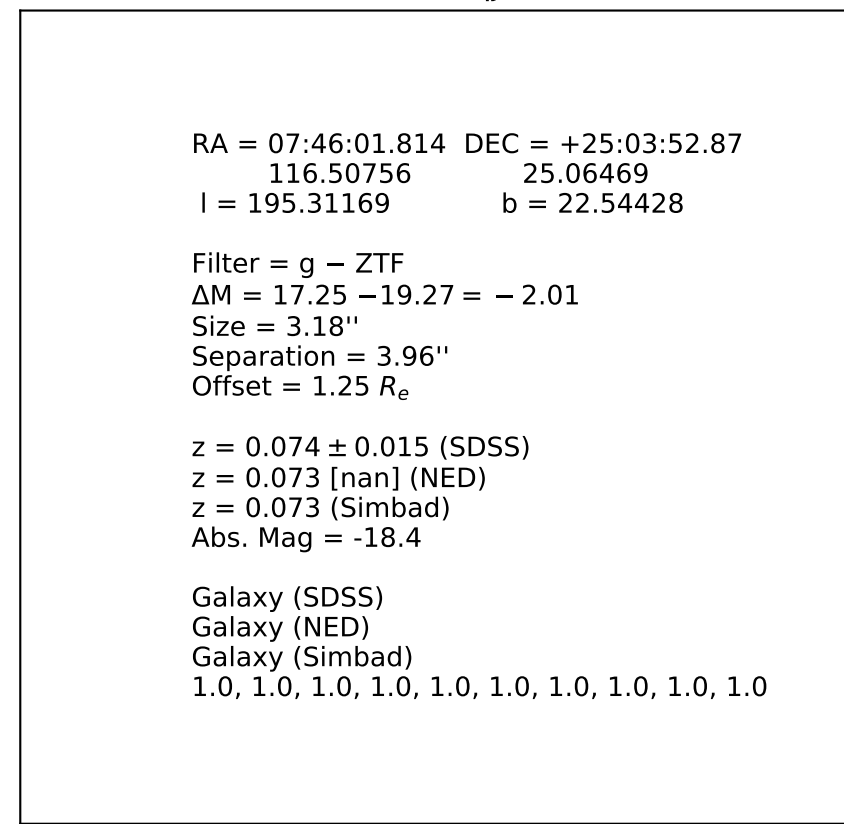 RA = 07:46:01.814 DEC = +25:03:52.87
116.50756 25.06469
l = 195.31169 b = 22.54428
Filter = g − ZTF
ΔM = 17.25 −19.27 = − 2.01
Size = 3.18''
Separation = 3.96''
Offset = 1.25 Rₑ
z = 0.074 ± 0.015 (SDSS)
z = 0.073 [nan] (NED)
z = 0.073 (Simbad)
Abs. Mag = -18.4
Galaxy (SDSS)
Galaxy (NED)
Galaxy (Simbad)
1.0, 1.0, 1.0, 1.0, 1.0, 1.0, 1.0, 1.0, 1.0, 1.0